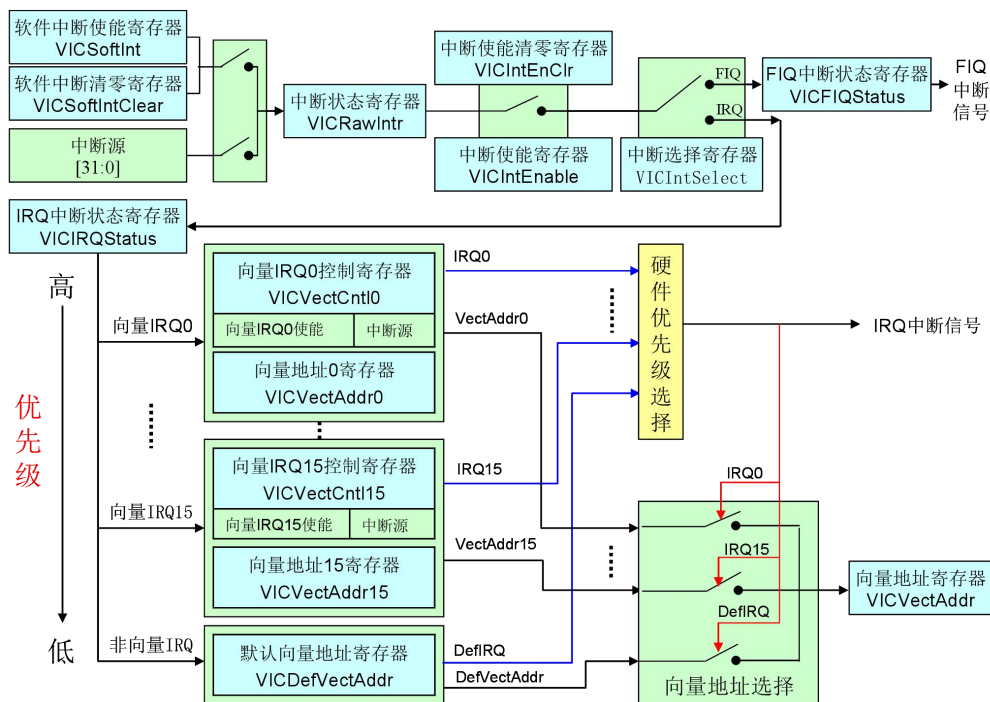 软件中断使能寄存器
VICSoftInt
软件中断清零寄存器
VICSoftIntClear
中断源
[31:0]
中断状态寄存器
VICRawIntr
中断使能清零寄存器
VICIntEnClr
中断使能寄存器
VICIntEnable
FIQ
IRQ
中断选择寄存器
VICIntSelect
FIQ中断状态寄存器
VICFIQStatus
FIQ
中断
信号
IRQ中断状态寄存器
VICIRQStatus
高
优先级
低
向量IRQ0
向量IRQ15
非向量IRQ
向量IRQ0控制寄存器
VICVectCntl0
向量IRQ0使能
中断源
向量地址0寄存器
VICVectAddr0
向量IRQ15控制寄存器
VICVectCntl15
向量IRQ15使能
中断源
向量地址15寄存器
VICVectAddr15
默认向量地址寄存器
VICDefVectAddr
IRQ0
VectAddr0
IRQ15
VectAddr15
DefIRQ
DefVectAddr
硬件优先级选择
IRQ中断信号
IRQ0
IRQ15
DefIRQ
向量地址选择
向量地址寄存器
VICVectAddr